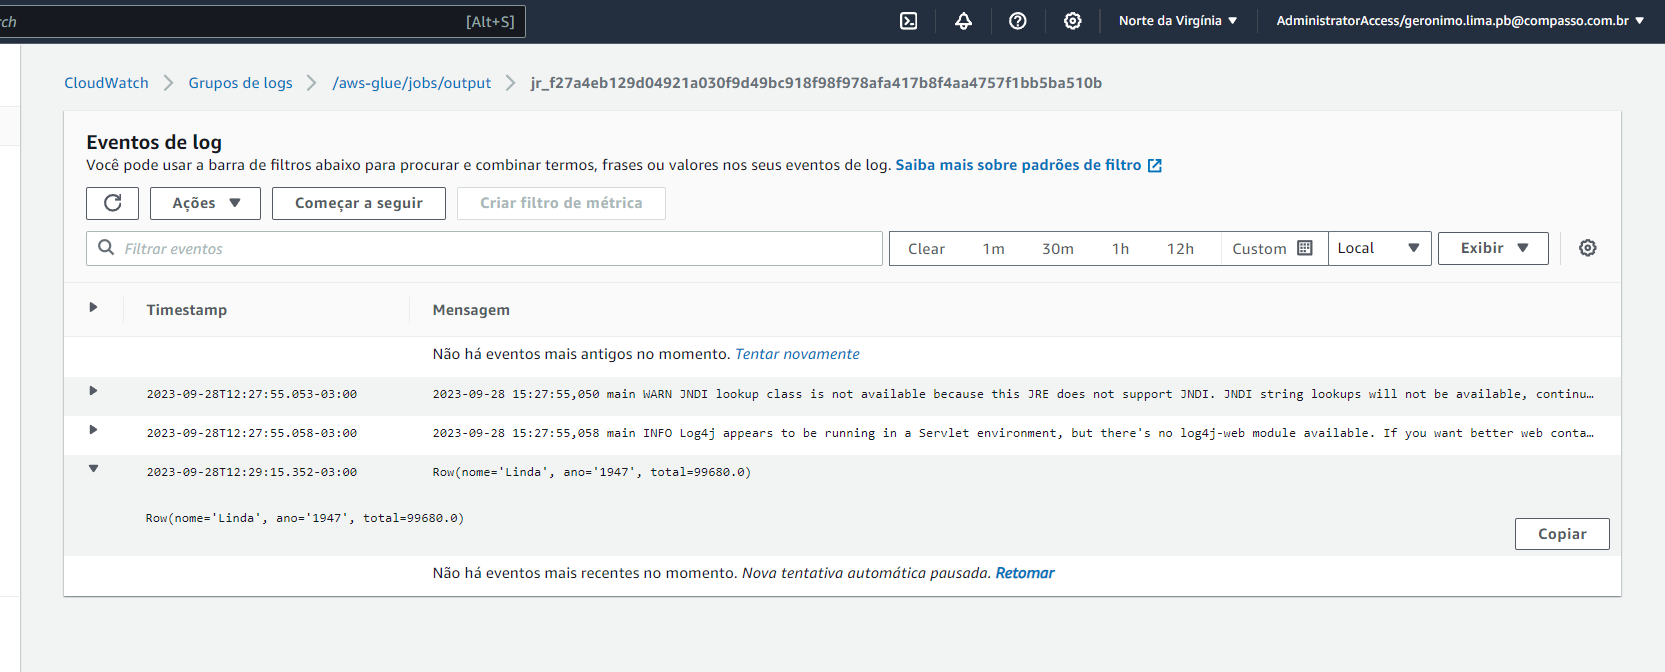 rch [Alt+S] Norte da Virgínia AdministratorAccess/geronimo.lima.pb@compasso.com.br
CloudWatch Grupos de logs /aws-glue/jobs/output jr_f27a4eb129d04921a030f9d49bc918f98f978afa417b8f4aa4757f1bb5ba510b
Eventos de log
Você pode usar a barra de filtros abaixo para procurar e combinar termos, frases ou valores nos seus eventos de log. Saiba mais sobre padrões de filtro
Ações Começar a seguir Criar filtro de métrica
Filtrar eventos Clear 1m 30m 1h 12h Custom Local Exibir
Timestamp Mensagem
Não há eventos mais antigos no momento. Tentar novamente
2023-09-28T12:27:55.053-03:00 2023-09-28 15:27:55,050 main WARN JNDI lookup class is not available because this JRE does not support JNDI. JNDI string lookups will not be available, continu…
2023-09-28T12:27:55.058-03:00 2023-09-28 15:27:55,058 main INFO Log4j appears to be running in a Servlet environment, but there's no log4j-web module available. If you want better web conta…
2023-09-28T12:29:15.352-03:00 Row(nome='Linda', ano='1947', total=99680.0)
Row(nome='Linda', ano='1947', total=99680.0)
Copiar
Não há eventos mais recentes no momento. Nova tentativa automática pausada. Retomar